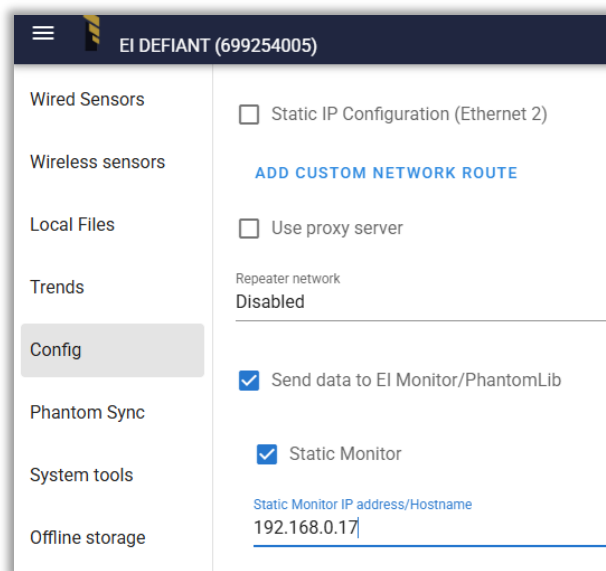 EI DEFIANT (699254005)
Wired Sensors
Wireless sensors
Local Files
Trends
Config
Phantom Sync
System tools
Offline storage
Static IP Configuration (Ethernet 2)
ADD CUSTOM NETWORK ROUTE
Use proxy server
Repeater network
Disabled
Send data to EI Monitor/PhantomLib
Static Monitor
Static Monitor IP address/Hostname
192.168.0.17